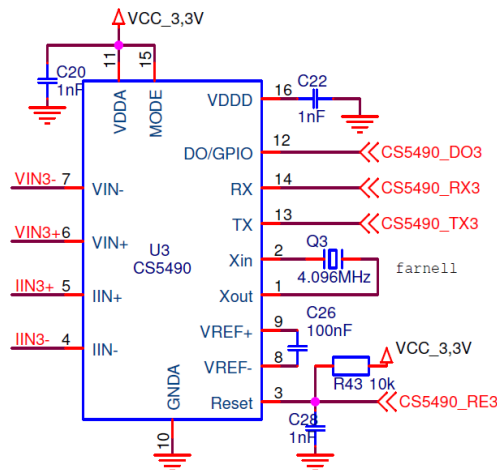 VCC_3,3V
C20
1nF
11
15
VDDA
MODE
VDDD
16
C22
1nF
DO/GPIO
12
CS5490_DO3
VIN3-
7
VIN-
RX
14
CS5490_RX3
VIN3+
6
VIN+
TX
13
CS5490_TX3
U3
CS5490
Xin
2
Q3
4.096MHz
farnell
IIN3+
5
IIN+
Xout
1
C26
100nF
VREF+
9
IIN3-
4
IIN-
VREF-
8
VCC_3,3V
R43
10k
GNDA
10
Reset
3
CS5490_RE3
C28
1nF